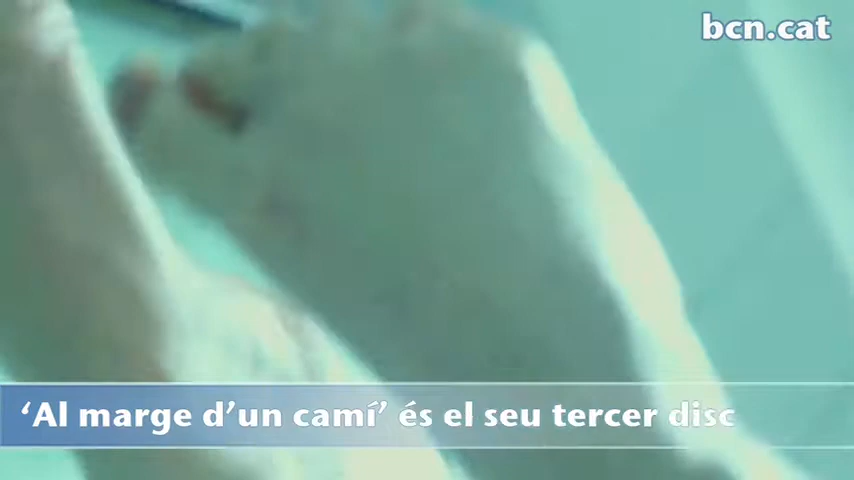 bcn.cat
‘Al marge d’un camí’ és el seu tercer disc